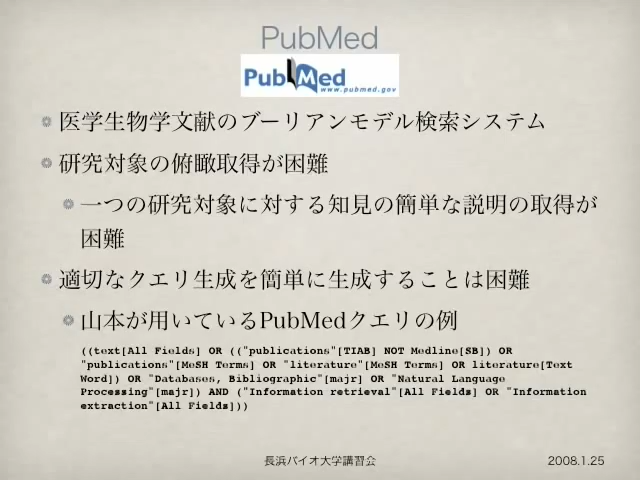 PubMed
PubMed
www.pubmed.gov
医学生物学文献のブーリアンモデル検索システム
研究対象の俯瞰取得が困難
一つの研究対象に対する知見の簡単な説明の取得が
困難
適切なクエリ生成を簡単に生成することは困難
山本が用いているPubMedクエリの例
((text[All Fields] OR (("publications"[TIAB] NOT Medline[SB]) OR
"publications"[MeSH Terms] OR "literature"[MeSH Terms] OR literature[Text
Word]) OR "Databases, Bibliographic"[majr] OR "Natural Language
Processing"[majr]) AND ("Information retrieval"[All Fields] OR "Information
extraction"[All Fields]))
長浜バイオ大学講習会
2008.1.25